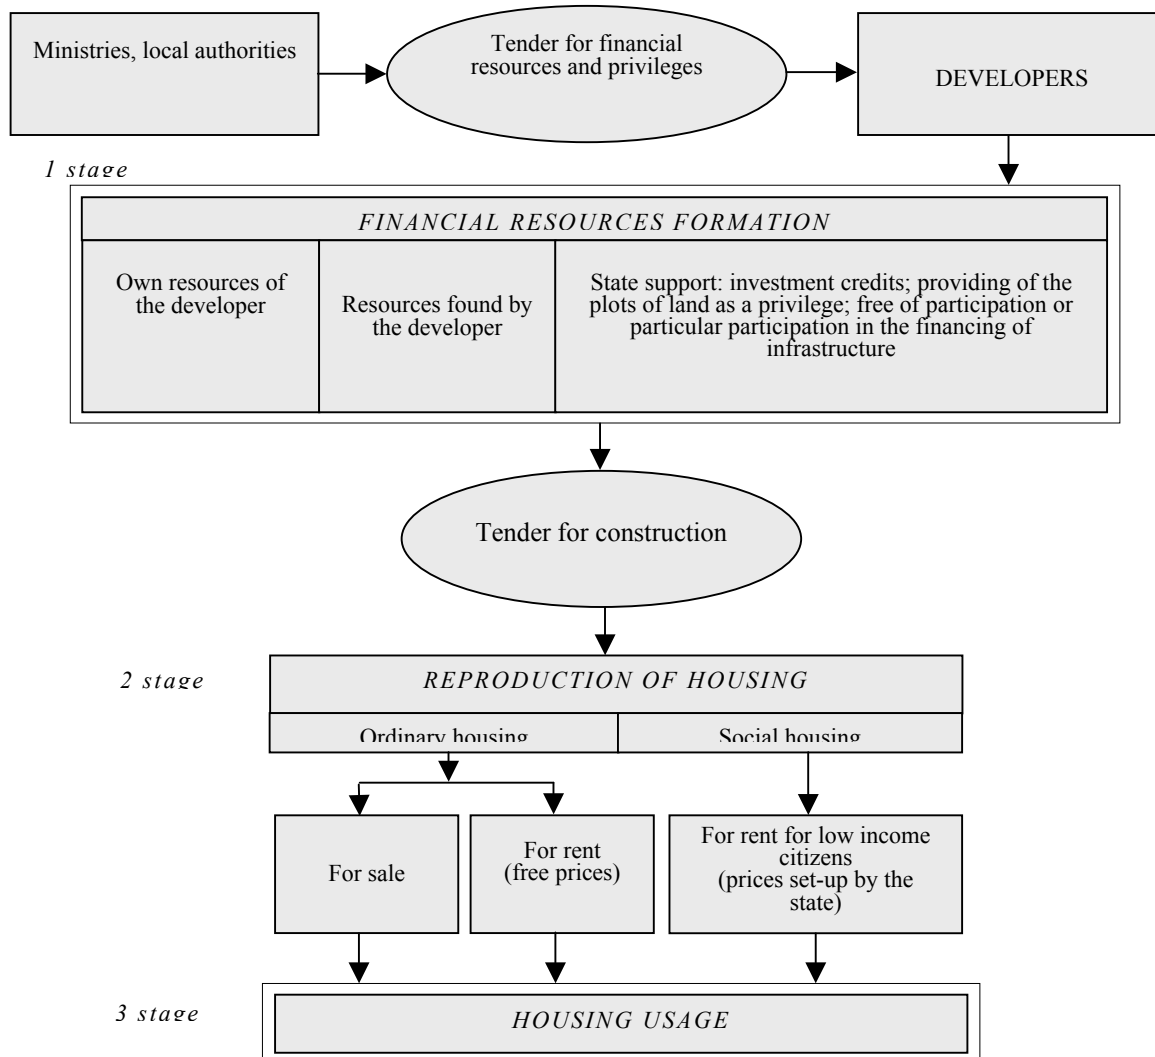 Ministries, local authorities
Tender for financial
resources and privileges
DEVELOPERS
1 stage
FINANCIAL RESOURCES FORMATION
Own resources of
the developer
Resources found by
the developer
State support: investment credits; providing of the
plots of land as a privilege; free of participation or
particular participation in the financing of
infrastructure
Tender for construction
2 stage
REPRODUCTION OF HOUSING
Ordinary housing
Social housing
For sale
For rent
(free prices)
For rent for low income
citizens
(prices set-up by the
state)
3 stage
HOUSING USAGE